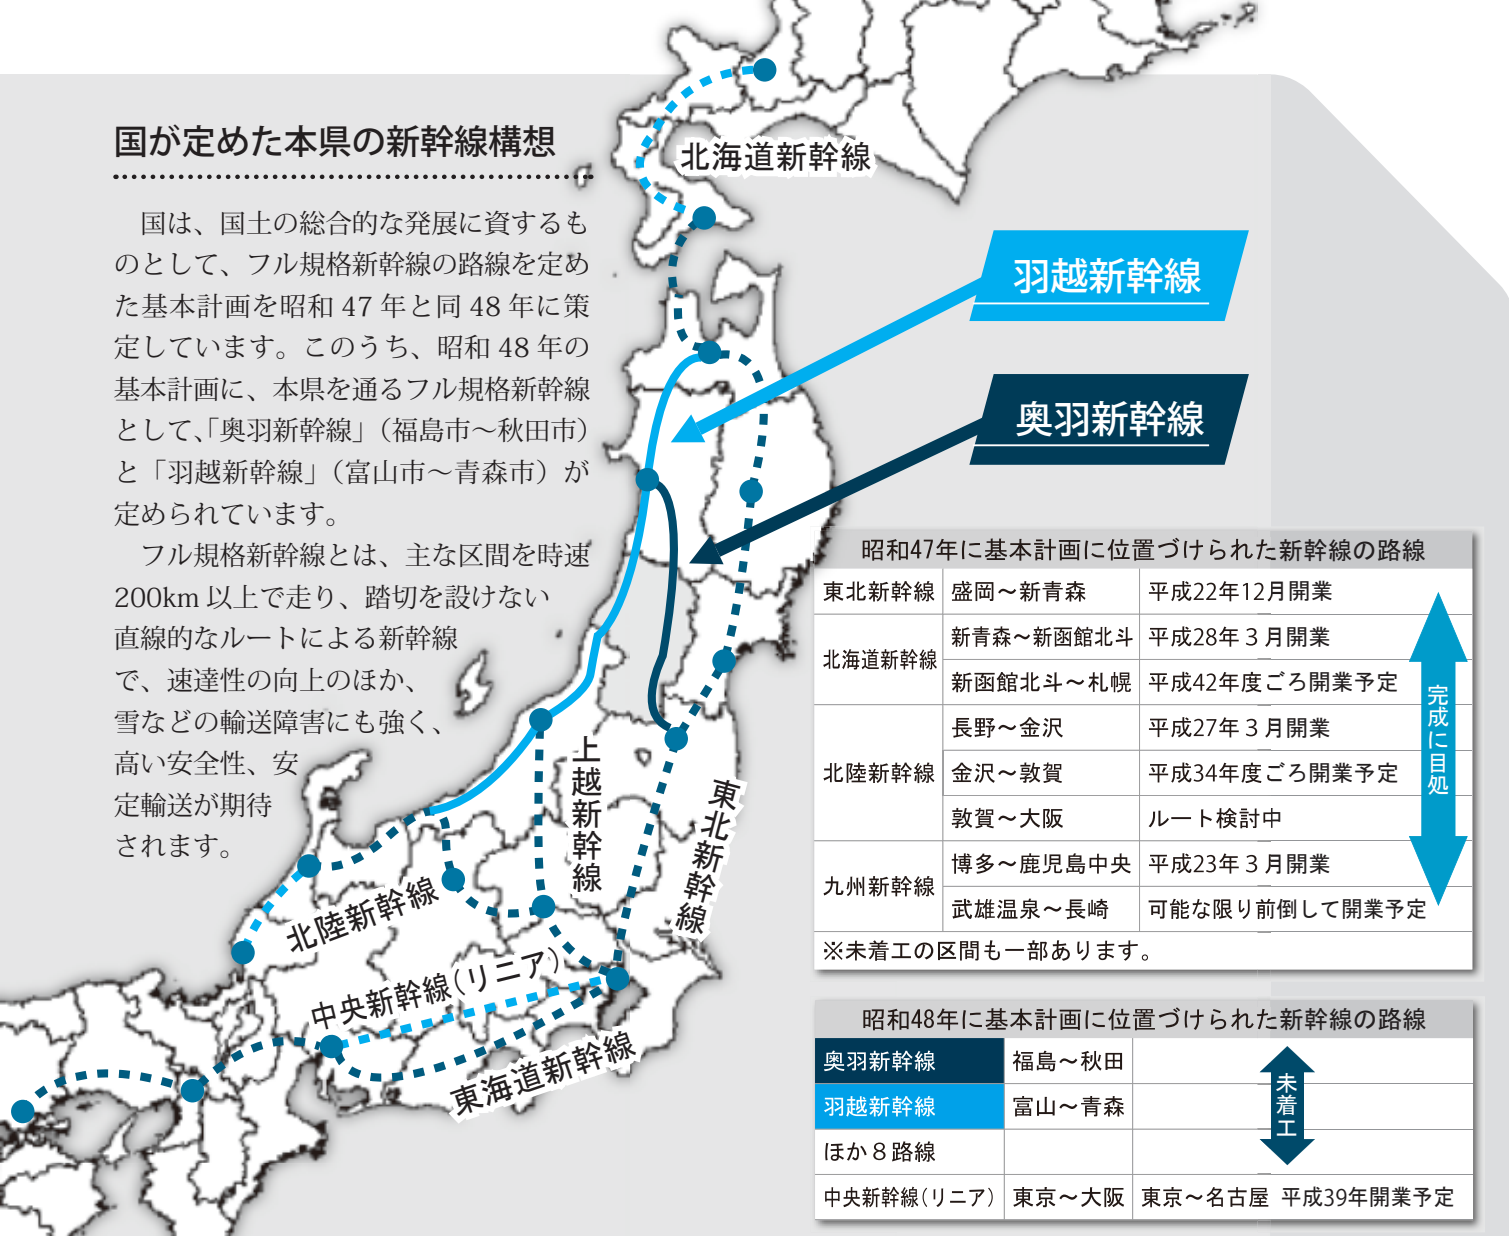 国が定めた本県の新幹線構想
国は、国土の総合的な発展に資するも
のとして、フル規格新幹線の路線を定め
た基本計画を昭和 47 年と同 48 年に策
定しています。このうち、昭和 48 年の
基本計画に、本県を通るフル規格新幹線
として、「奥羽新幹線」（福島市～秋田市）
と「羽越新幹線」（富山市～青森市）が
定められています。
フル規格新幹線とは、主な区間を時速
200km 以上で走り、踏切を設けない
直線的なルートによる新幹線
で、速達性の向上のほか、
雪などの輸送障害にも強く、
高い安全性、安
定輸送が期待
されます。
北海道新幹線
羽越新幹線
奥羽新幹線
上越新幹線
東北新幹線
北陸新幹線
中央新幹線（リニア）
東海道新幹線
昭和47年に基本計画に位置づけられた新幹線の路線
東北新幹線 盛岡～新青森 平成22年12月開業
北海道新幹線 新青森～新函館北斗 平成28年３月開業
新函館北斗～札幌 平成42年度ごろ開業予定
北陸新幹線 長野～金沢 平成27年３月開業
金沢～敦賀 平成34年度ごろ開業予定
敦賀～大阪 ルート検討中
九州新幹線 博多～鹿児島中央 平成23年３月開業
武雄温泉～長崎 可能な限り前倒して開業予定
※未着工の区間も一部あります。
完成に目処
昭和48年に基本計画に位置づけられた新幹線の路線
奥羽新幹線 福島～秋田
羽越新幹線 富山～青森
ほか８路線
中央新幹線（リニア） 東京～大阪 東京～名古屋 平成39年開業予定
未着工